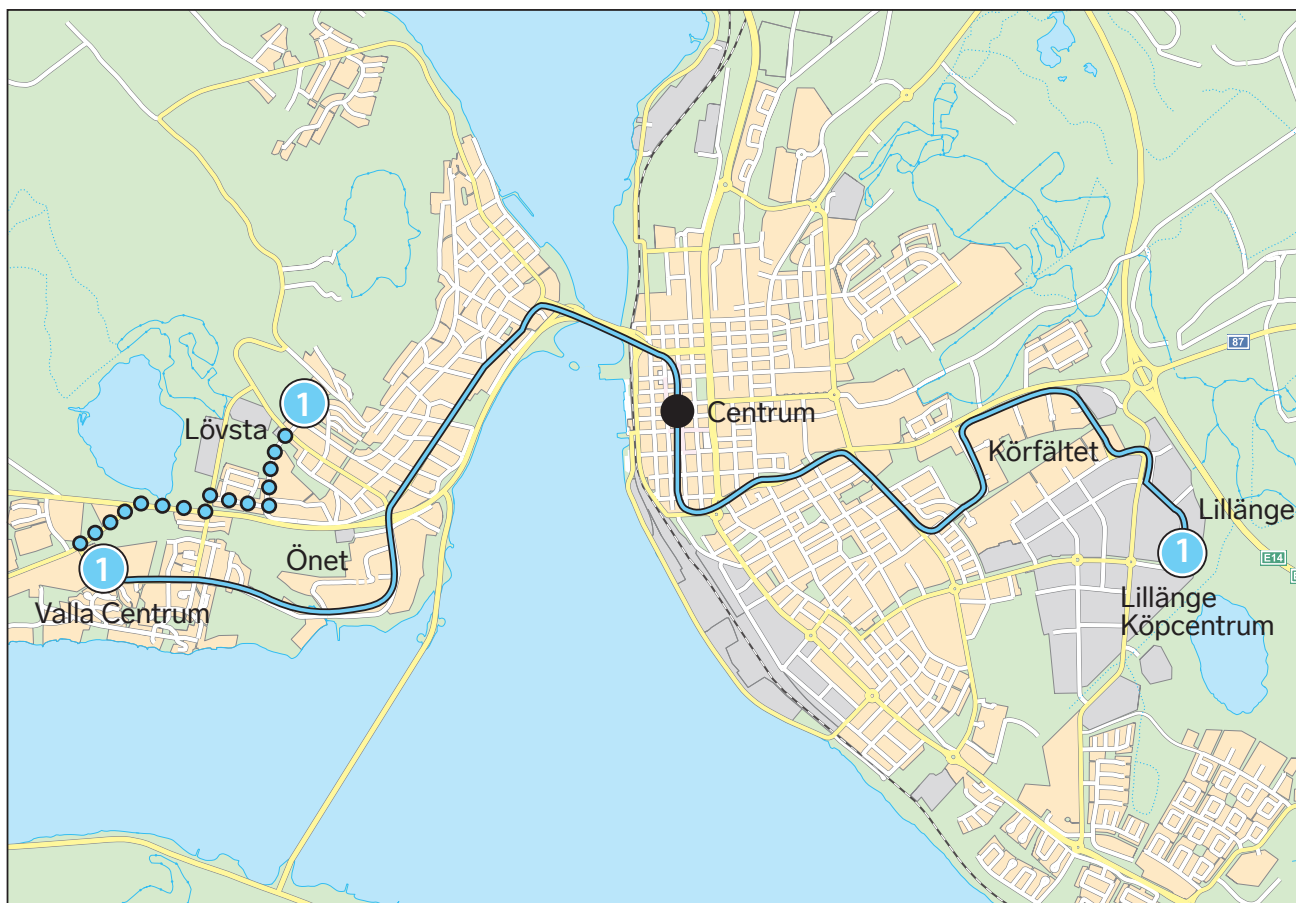 87
1
Lövsta
Centrum
Körfältet
Lillänge
1
E14
Önet
1
Valla Centrum
Lillänge
Köpcentrum